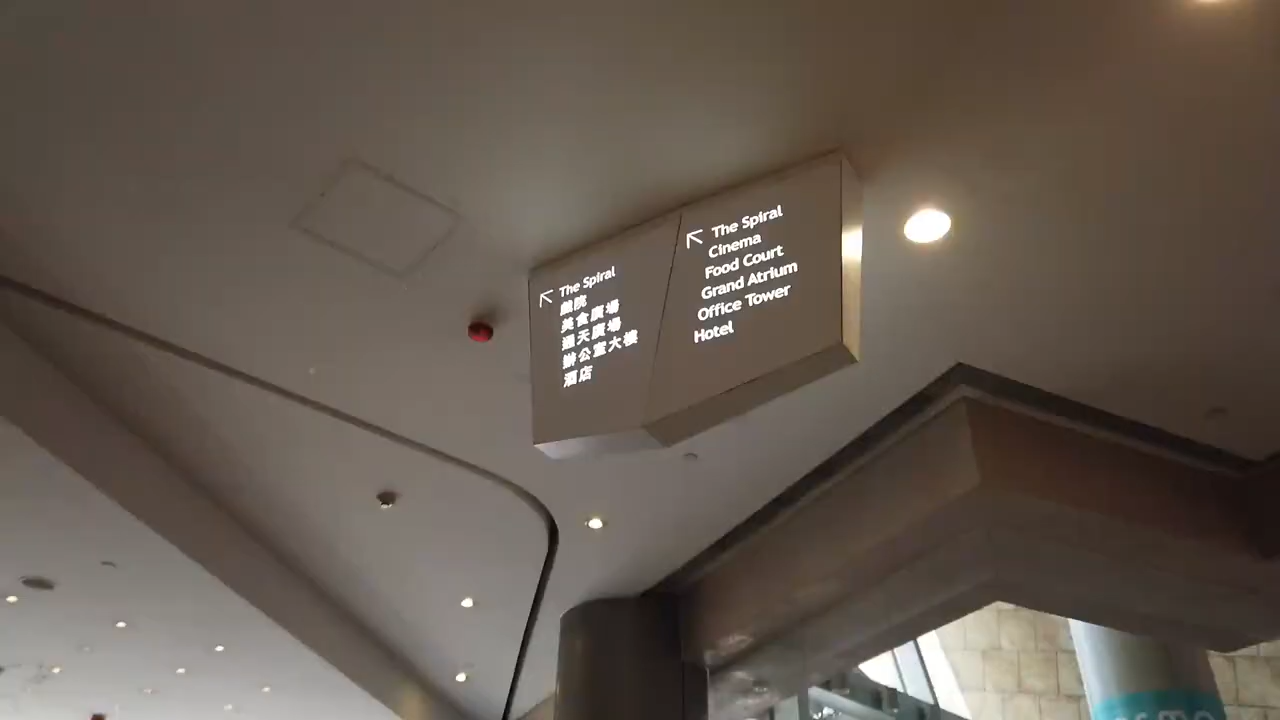 The Spiral
戲院
美食廣場
通天廣場
辦公室大樓
酒店
The Spiral
Cinema
Food Court
Grand Atrium
Office Tower
Hotel